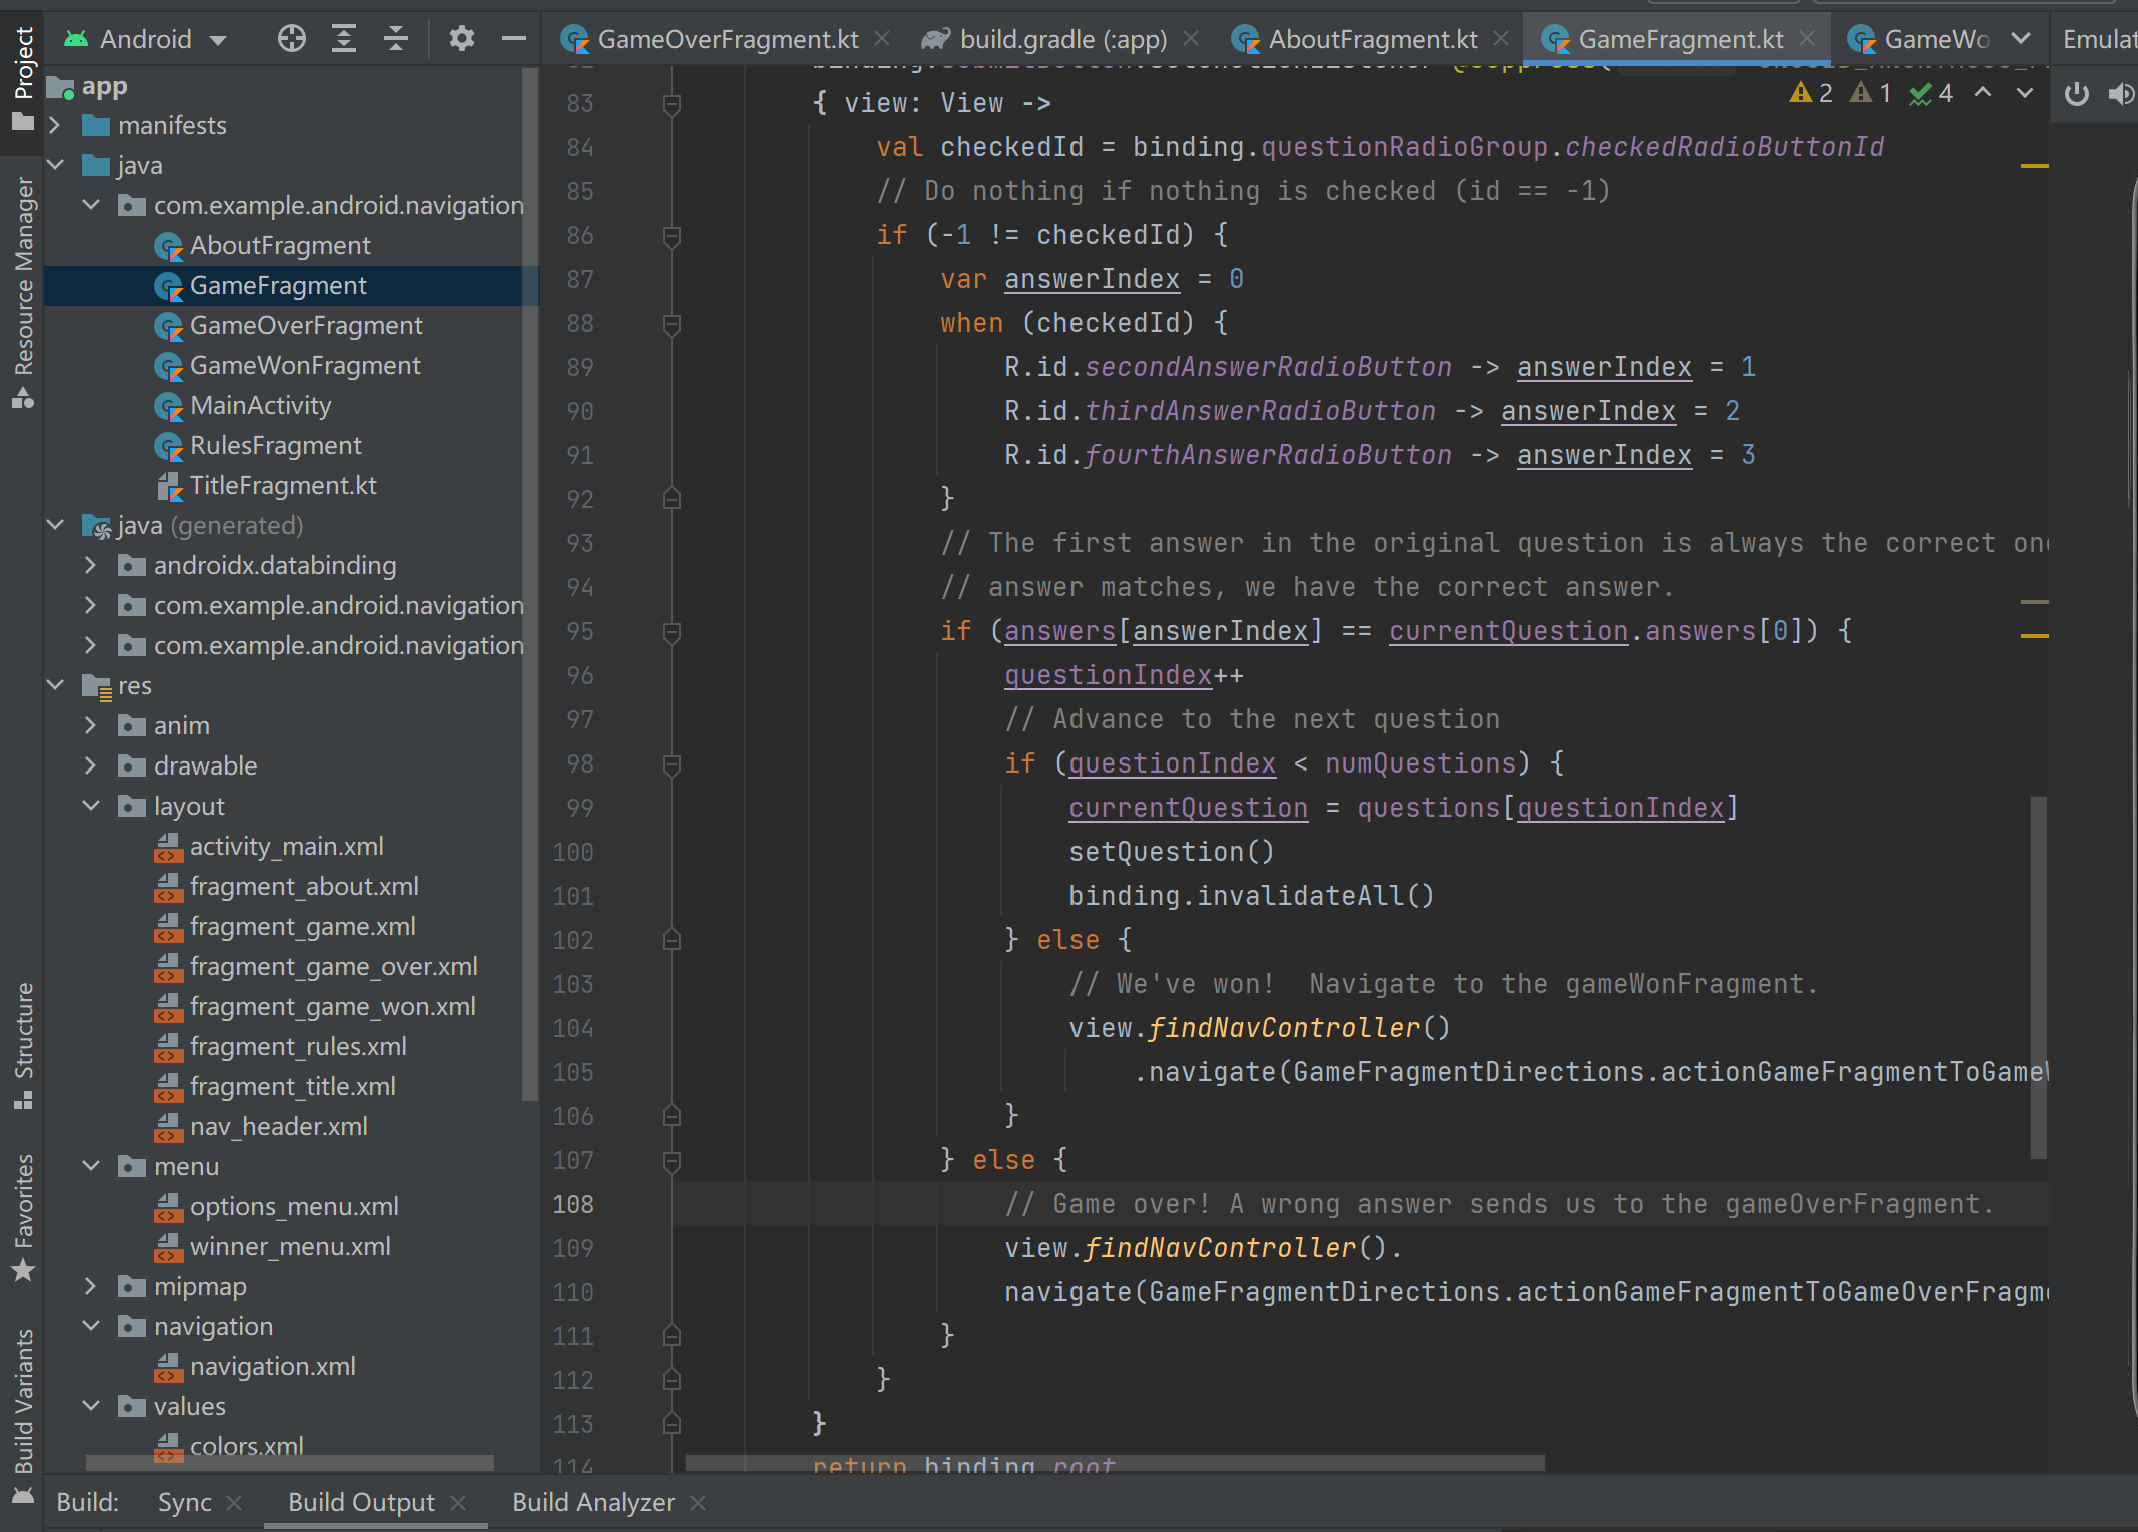 Project
Resource Manager
Structure
Favorites
Build Variants
Android
app
manifests
java
com.example.android.navigation
AboutFragment
GameFragment
GameOverFragment
GameWonFragment
MainActivity
RulesFragment
TitleFragment.kt
java (generated)
androidx.databinding
com.example.android.navigation
com.example.android.navigation
res
anim
drawable
layout
activity_main.xml
fragment_about.xml
fragment_game.xml
fragment_game_over.xml
fragment_game_won.xml
fragment_rules.xml
fragment_title.xml
nav_header.xml
menu
options_menu.xml
winner_menu.xml
mipmap
navigation
navigation.xml
values
colors.xml
GameOverFragment.kt build.gradle (:app) AboutFragment.kt GameFragment.kt GameWo Emulat
2 1 4
83 { view: View ->
84 val checkedId = binding.questionRadioGroup.checkedRadioButtonId
85 // Do nothing if nothing is checked (id == -1)
86 if (-1 != checkedId) {
87 var answerIndex = 0
88 when (checkedId) {
89 R.id.secondAnswerRadioButton -> answerIndex = 1
90 R.id.thirdAnswerRadioButton -> answerIndex = 2
91 R.id.fourthAnswerRadioButton -> answerIndex = 3
92 }
93 // The first answer in the original question is always the correct one
94 // answer matches, we have the correct answer.
95 if (answers[answerIndex] == currentQuestion.answers[0]) {
96 questionIndex++
97 // Advance to the next question
98 if (questionIndex < numQuestions) {
99 currentQuestion = questions[questionIndex]
100 setQuestion()
101 binding.invalidateAll()
102 } else {
103 // We've won!  Navigate to the gameWonFragment.
104 view.findNavController()
105 .navigate(GameFragmentDirections.actionGameFragmentToGameW
106 }
107 } else {
108 // Game over! A wrong answer sends us to the gameOverFragment.
109 view.findNavController().
110 navigate(GameFragmentDirections.actionGameFragmentToGameOverFragme
111 }
112 }
113 }
114 return binding.root
Build: Sync Build Output Build Analyzer